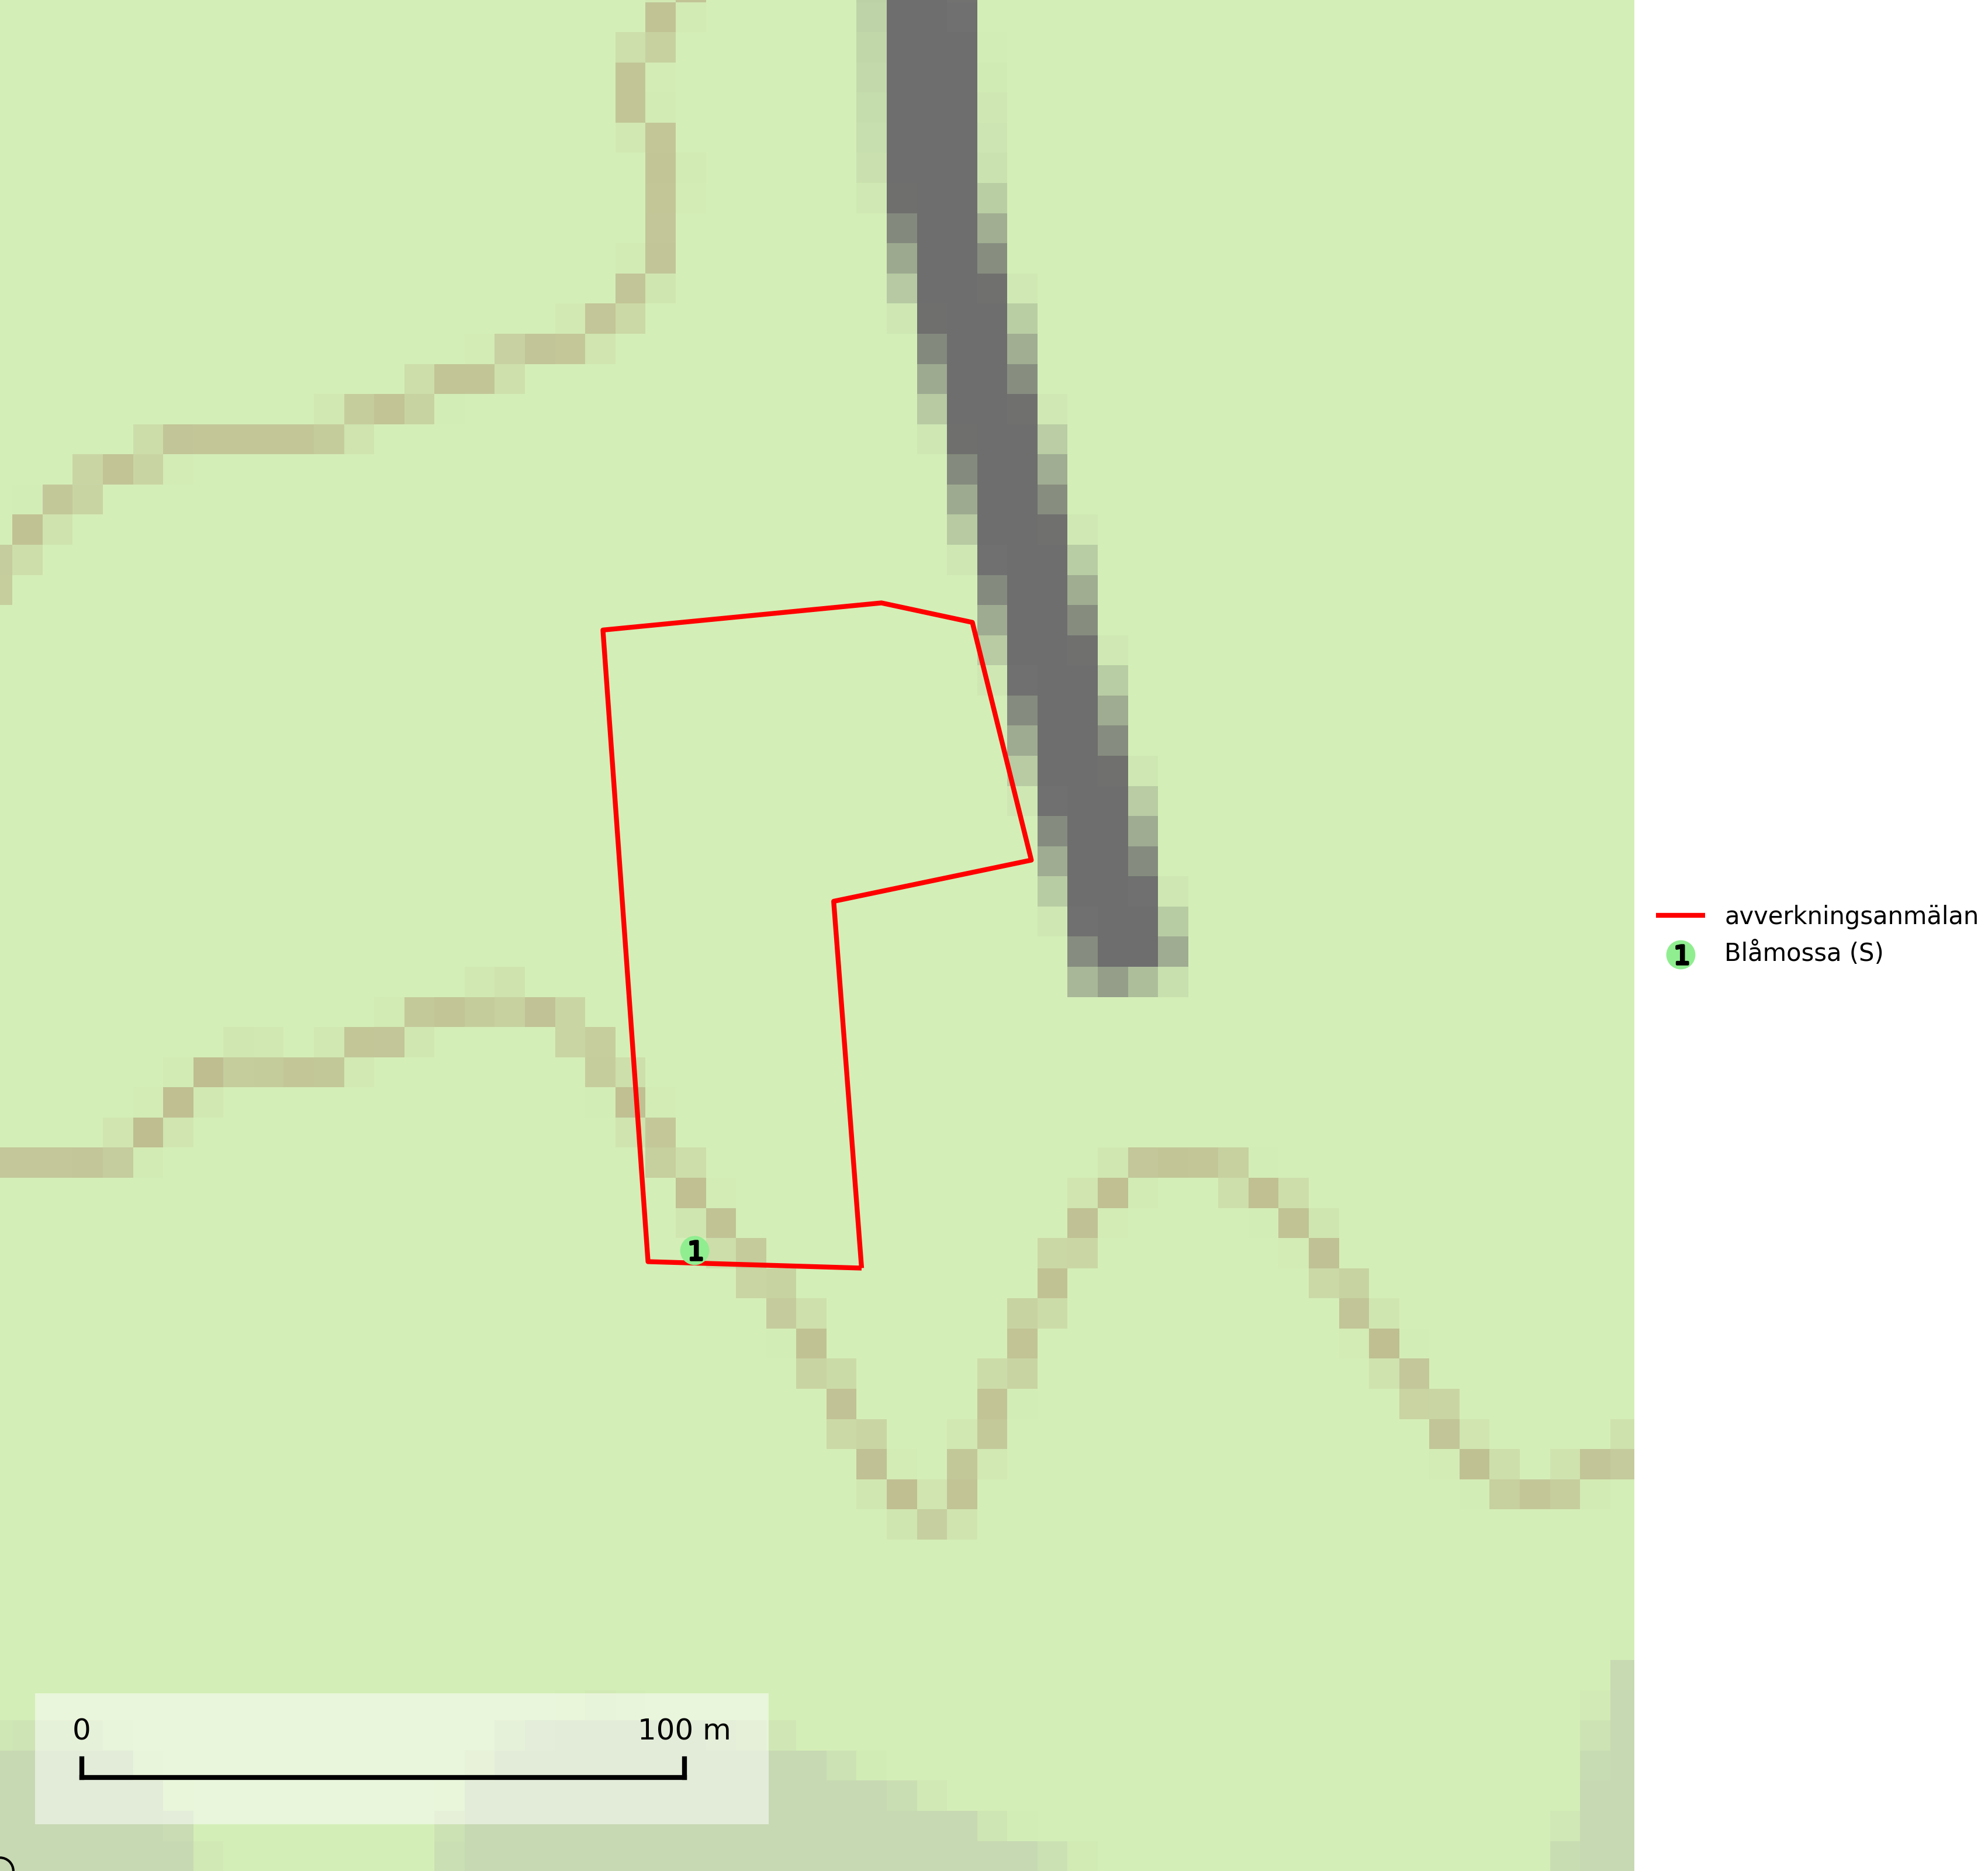 avverkningsanmälan
1 Blåmossa (S)
1
0 100 m